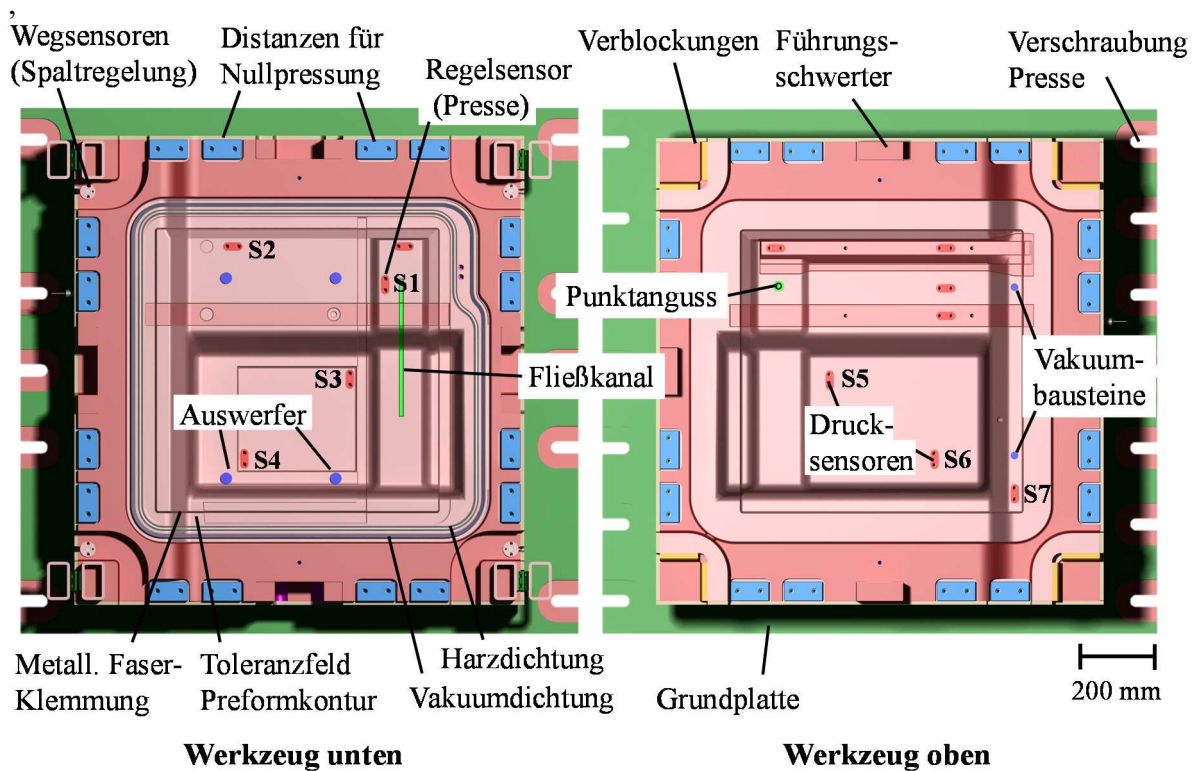 ,
Wegsensoren
(Spaltregelung)
Distanzen für
Nullpressung
Regelsensor
(Presse)
Verblockungen
Führungs-
schwerter
Verschraubung
Presse
S2
S1
S3
S4
Fließkanal
Auswerfer
Punktanguss
S5
Druck-
sensoren
S6
S7
Vakuum-
bausteine
Metall. Faser-
Klemmung
Toleranzfeld
Preformkontur
Harzdichtung
Vakuumdichtung
Grundplatte
200 mm
Werkzeug unten
Werkzeug oben